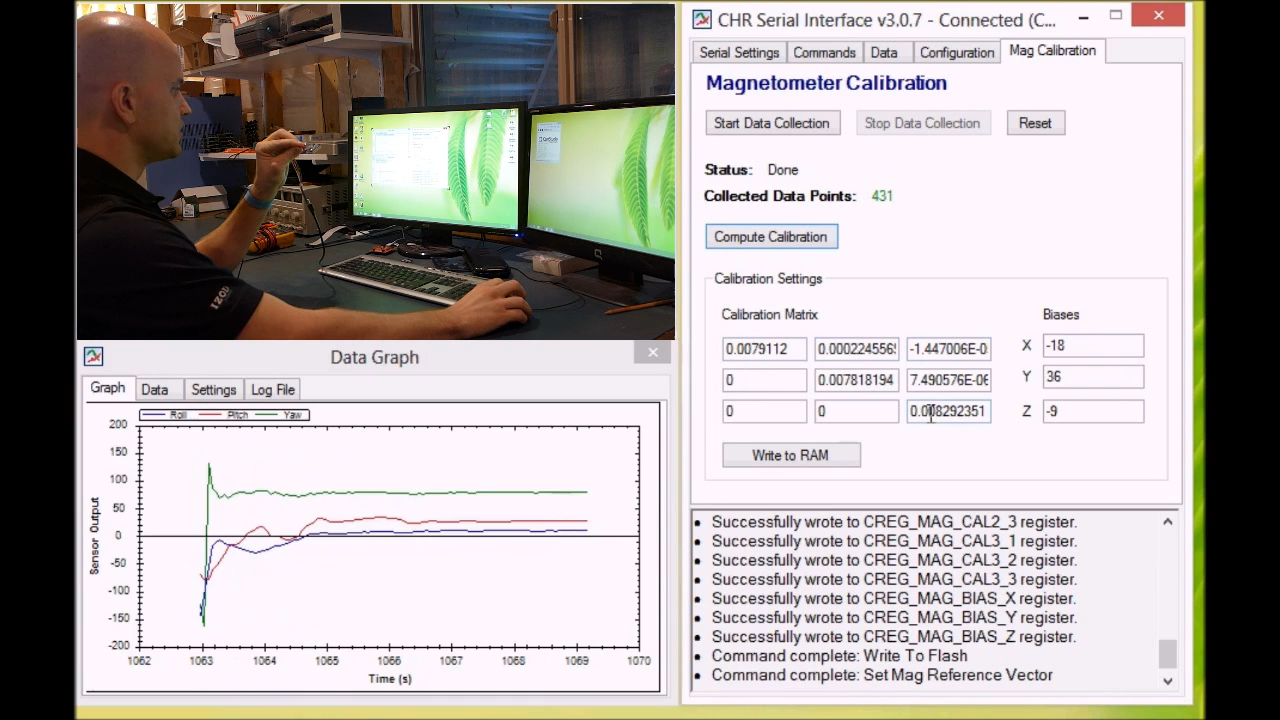 IZOD
CHR Serial Interface v3.0.7 - Connected (C...
Serial Settings Commands Data Configuration Mag Calibration
Magnetometer Calibration
Start Data Collection Stop Data Collection Reset
Status: Done
Collected Data Points: 431
Compute Calibration
Calibration Settings
Calibration Matrix Biases
0.0079112 0.000224556 -1.447006E-0 X -18
0 0.007818194 7.490576E-06 Y 36
0 0 0.008292351 Z -9
Write to RAM
Data Graph
Graph Data Settings Log File
Roll Pitch Yaw
200
150
100
50
0
-50
-100
-150
-200
Sensor Output
1062 1063 1064 1065 1066 1067 1068 1069 1070
Time (s)
• Successfully wrote to CREG_MAG_CAL2_3 register.
• Successfully wrote to CREG_MAG_CAL3_1 register.
• Successfully wrote to CREG_MAG_CAL3_2 register.
• Successfully wrote to CREG_MAG_CAL3_3 register.
• Successfully wrote to CREG_MAG_BIAS_X register.
• Successfully wrote to CREG_MAG_BIAS_Y register.
• Successfully wrote to CREG_MAG_BIAS_Z register.
• Command complete: Write To Flash
• Command complete: Set Mag Reference Vector